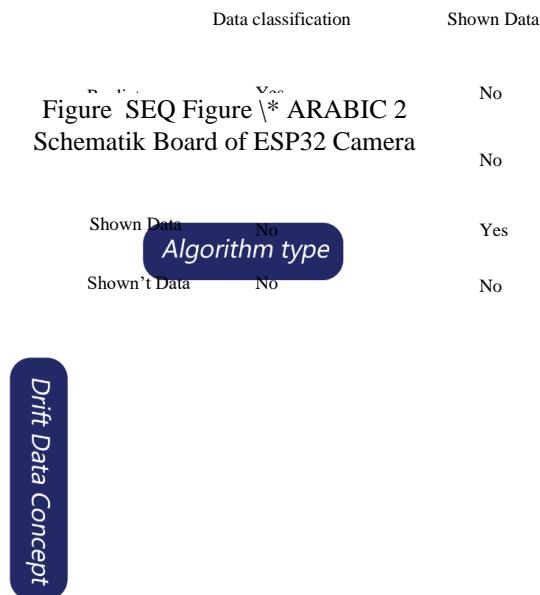 Data classification Shown Data
Yes No
Figure SEQ Figure \* ARABIC 2
Schematik Board of ESP32 Camera
No
Shown Data No Yes
Algorithm type
Shown't Data No No
Drift Data Concept